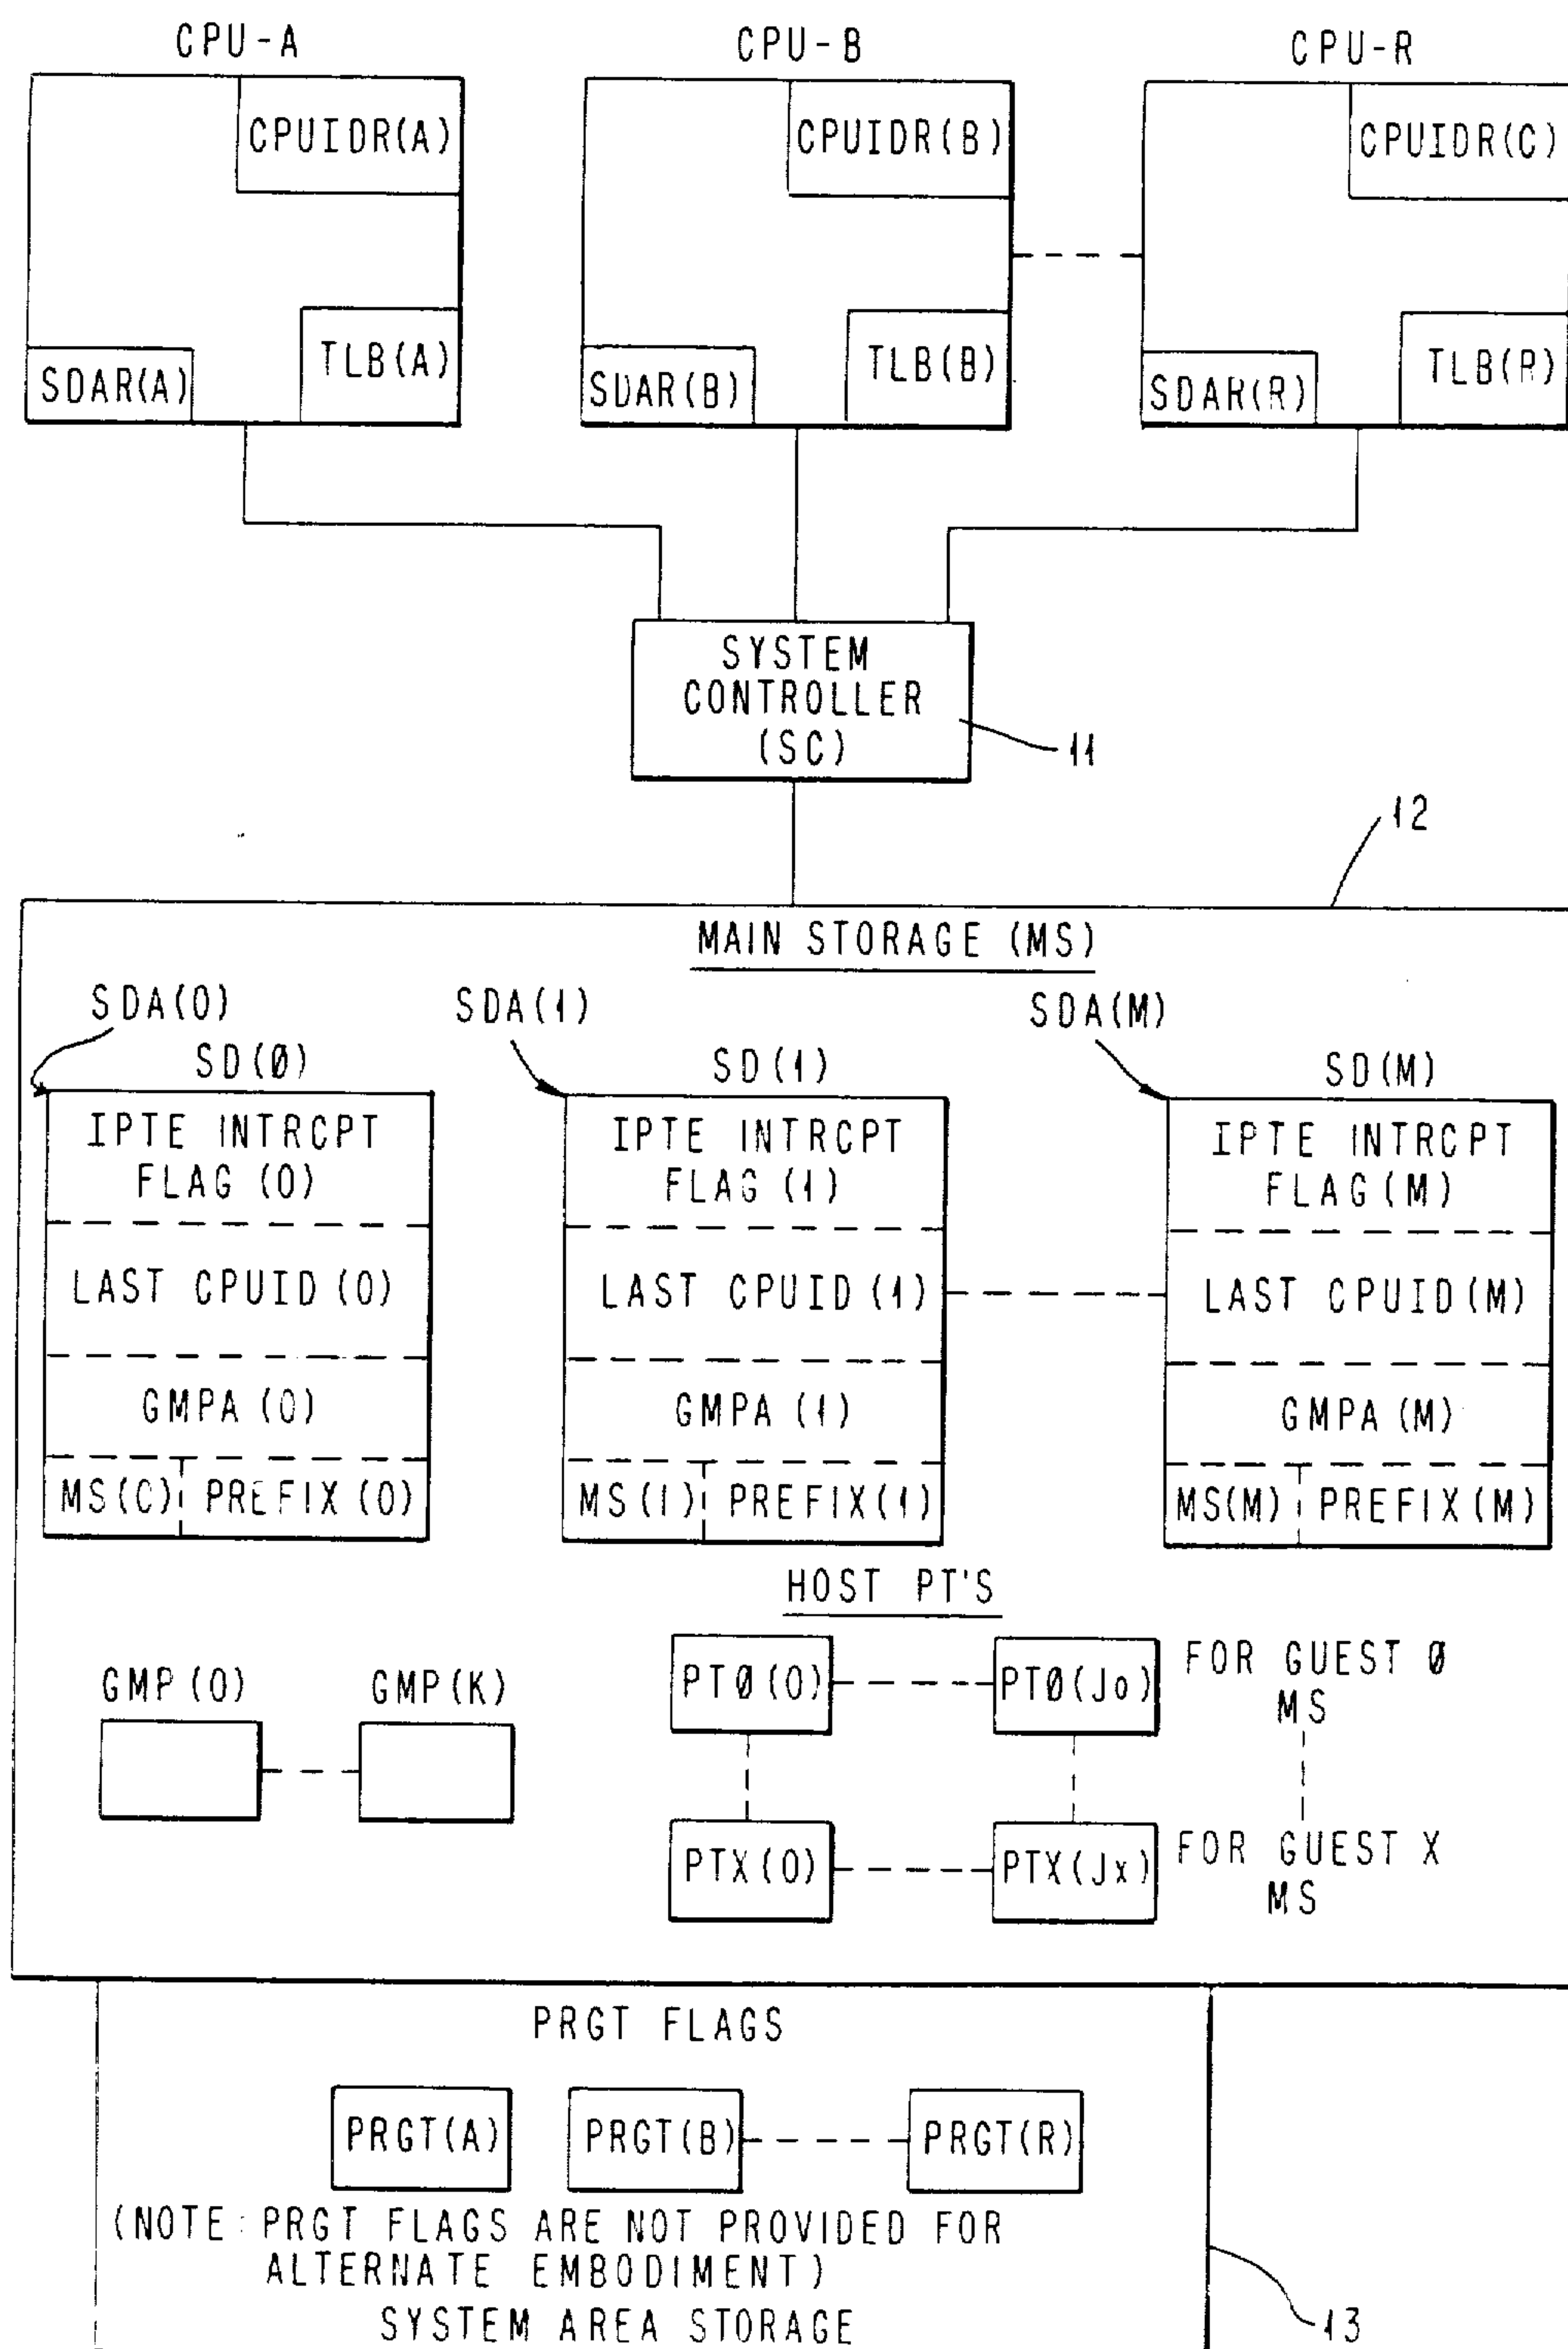 CPU-A
CPU-B
CPU-R
CPUIDR(A)
CPUIDR(B)
CPUIDR(C)
SDAR(A)
TLB(A)
SDAR(B)
TLB(B)
SDAR(R)
TLB(R)
SYSTEM
CONTROLLER
(SC)
11
12
MAIN STORAGE (MS)
SDA(0)
SDA(1)
SDA(M)
SD(Ø)
SD(1)
SD(M)
IPTE INTRCPT
FLAG (0)
IPTE INTRCPT
FLAG (1)
IPTE INTRCPT
FLAG (M)
LAST CPUID (0)
LAST CPUID (1)
LAST CPUID (M)
GMPA (0)
GMPA (1)
GMPA (M)
MS(C)
PREFIX (0)
MS(1)
PREFIX (1)
MS(M)
PREFIX (M)
HOST PT'S
GMP (0)
GMP (K)
PTØ (0)
PTØ (Jo)
FOR GUEST Ø
MS
PTX (0)
PTX (Jx)
FOR GUEST X
MS
PRGT FLAGS
PRGT(A)
PRGT(B)
PRGT(R)
(NOTE: PRGT FLAGS ARE NOT PROVIDED FOR
ALTERNATE EMBODIMENT)
SYSTEM AREA STORAGE
13